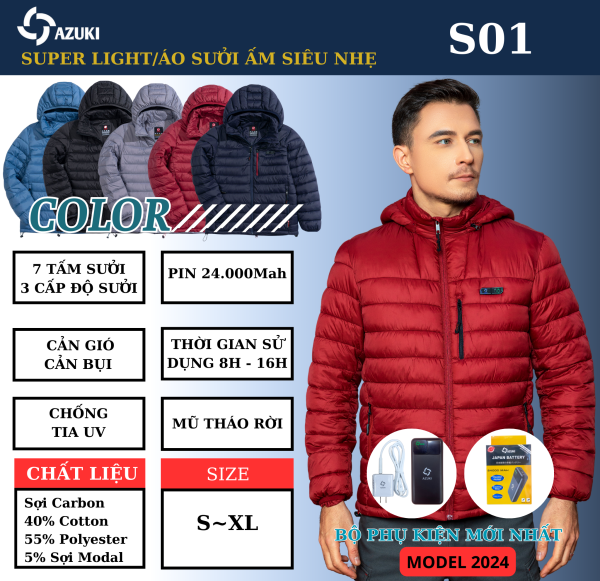 AZUKI
SUPER LIGHT/ÁO SƯỞI ẤM SIÊU NHẸ
S01
COLOR
7 TẤM SƯỞI
3 CẤP ĐỘ SƯỞI
PIN 24.000Mah
CẢN GIÓ
CẢN BỤI
THỜI GIAN SỬ
DỤNG 8H - 16H
CHỐNG
TIA UV
MŨ THÁO RỜI
CHẤT LIỆU
Sợi Carbon
40% Cotton
55% Polyester
5% Sợi Modal
SIZE
S~XL
AZUKI
AZUKI
JAPAN BATTERY
BỘ PHỤ KIỆN MỚI NHẤT
MODEL 2024